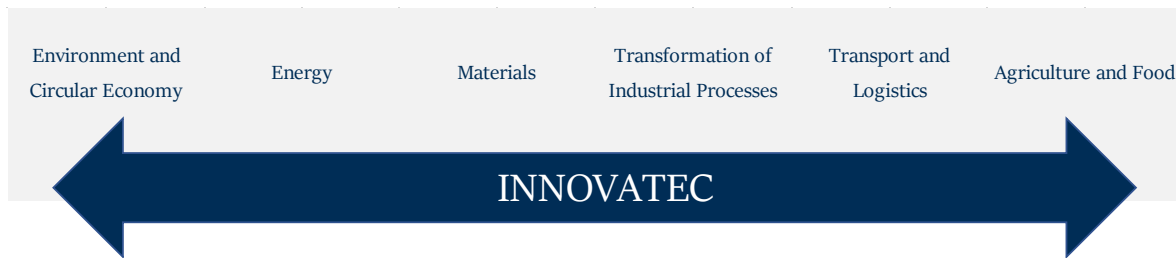 Environment and
Circular Economy
Energy
Materials
Transformation of
Industrial Processes
Transport and
Logistics
Agriculture and Food
INNOVATEC